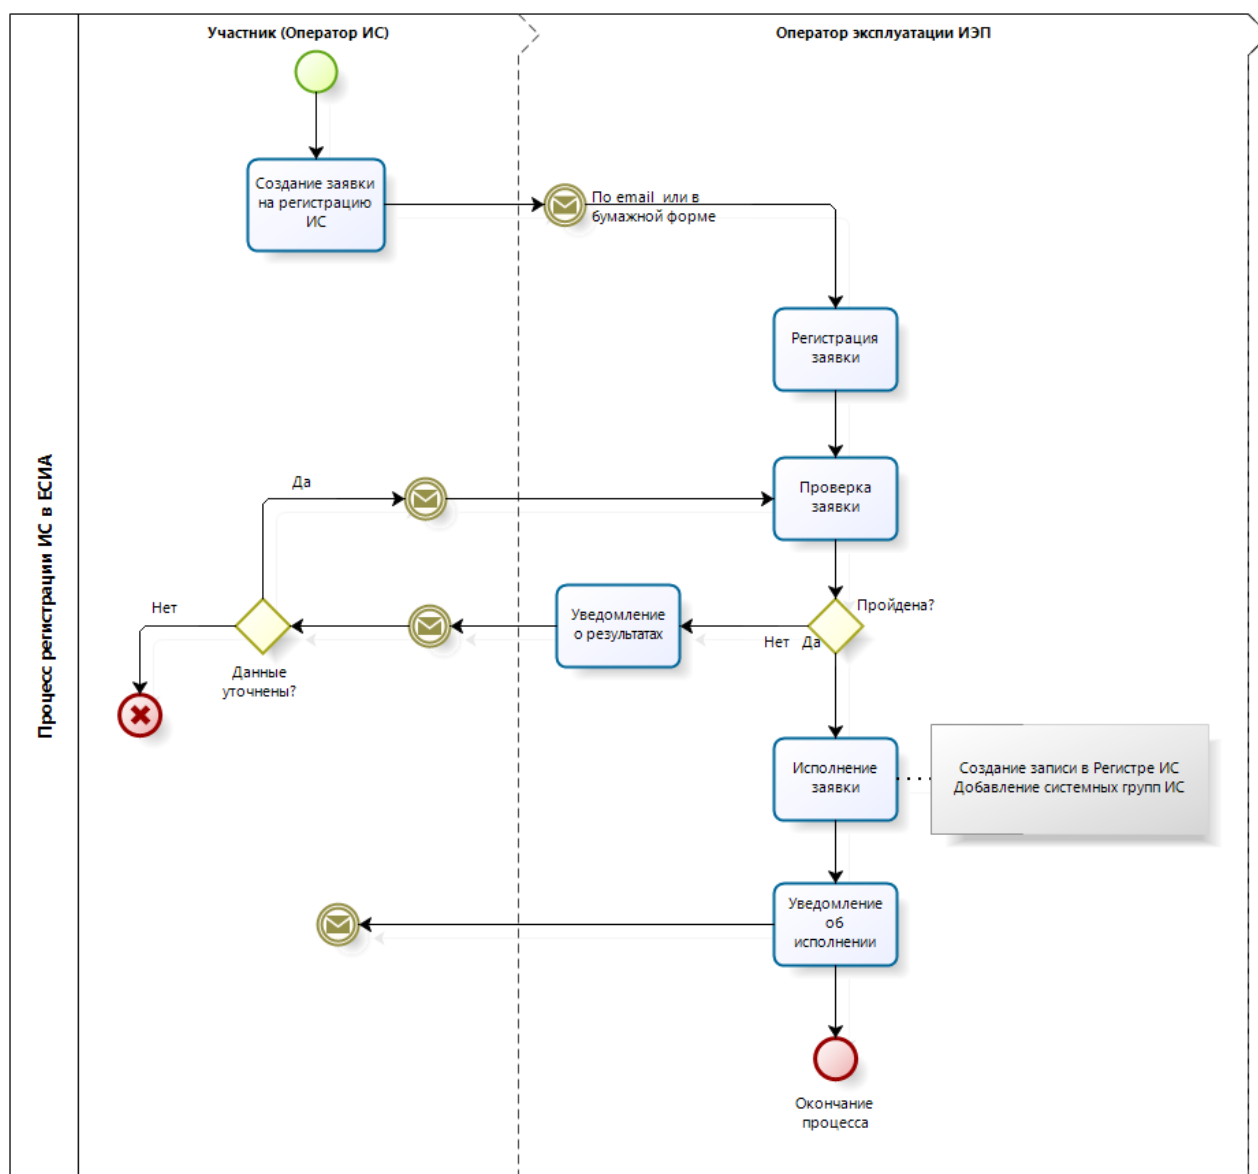 Процесс регистрации ИС в ЕСИА
Участник (Оператор ИС)
Оператор эксплуатации ИЭП
Создание заявки
на регистрацию
ИС
По email или в
бумажной форме
Регистрация
заявки
Да
Проверка
заявки
Нет
Уведомление
о результатах
Пройдена?
Нет
Да
Данные
уточнены?
Исполнение
заявки
Создание записи в Регистре ИС
Добавление системных групп ИС
Уведомление
об
исполнении
Окончание
процесса